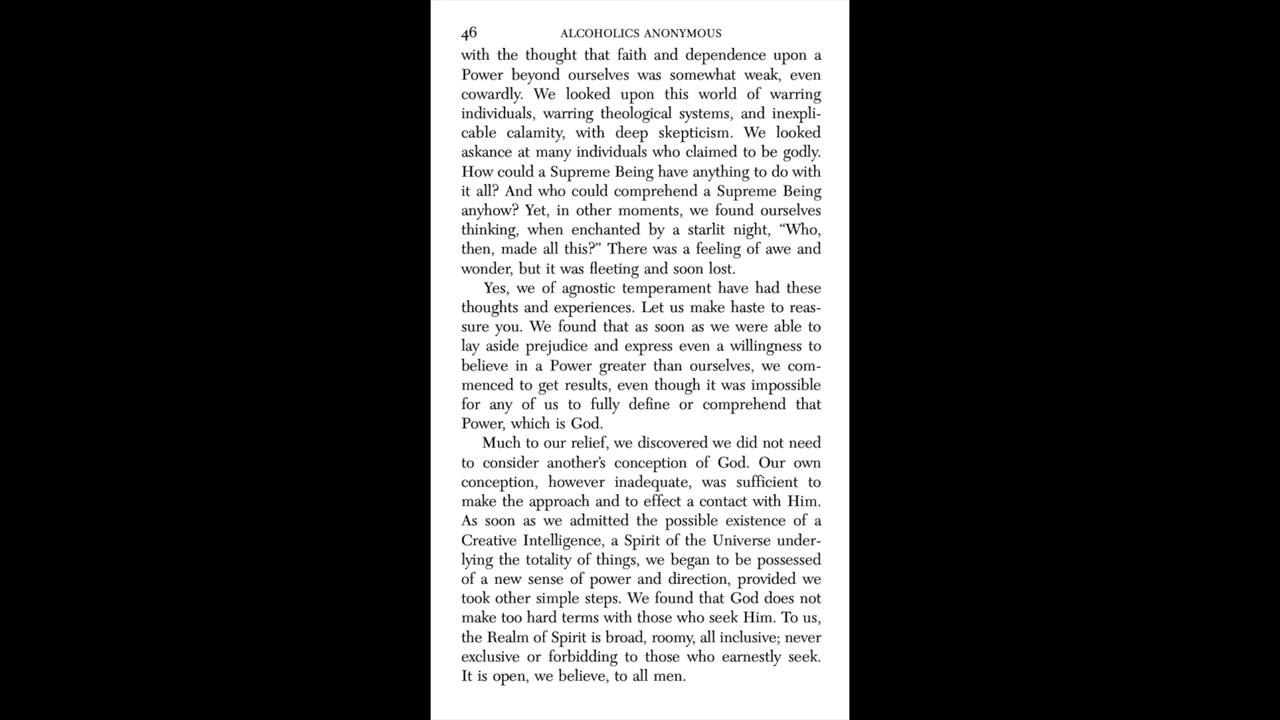 46 ALCOHOLICS ANONYMOUS
with the thought that faith and dependence upon a
Power beyond ourselves was somewhat weak, even
cowardly. We looked upon this world of warring
individuals, warring theological systems, and inexpli-
cable calamity, with deep skepticism. We looked
askance at many individuals who claimed to be godly.
How could a Supreme Being have anything to do with
it all? And who could comprehend a Supreme Being
anyhow? Yet, in other moments, we found ourselves
thinking, when enchanted by a starlit night, “Who,
then, made all this?” There was a feeling of awe and
wonder, but it was fleeting and soon lost.
Yes, we of agnostic temperament have had these
thoughts and experiences. Let us make haste to reas-
sure you. We found that as soon as we were able to
lay aside prejudice and express even a willingness to
believe in a Power greater than ourselves, we com-
menced to get results, even though it was impossible
for any of us to fully define or comprehend that
Power, which is God.
Much to our relief, we discovered we did not need
to consider another’s conception of God. Our own
conception, however inadequate, was sufficient to
make the approach and to effect a contact with Him.
As soon as we admitted the possible existence of a
Creative Intelligence, a Spirit of the Universe under-
lying the totality of things, we began to be possessed
of a new sense of power and direction, provided we
took other simple steps. We found that God does not
make too hard terms with those who seek Him. To us,
the Realm of Spirit is broad, roomy, all inclusive; never
exclusive or forbidding to those who earnestly seek.
It is open, we believe, to all men.